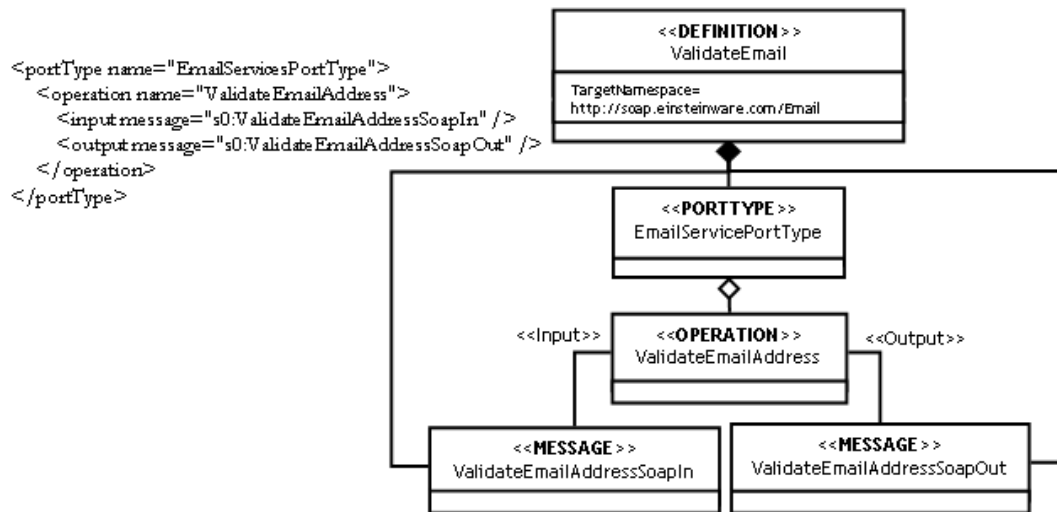 <portType name="EmailServicesPortType">
<operation name="ValidateEmailAddress">
<input message="s0:ValidateEmailAddressSoapIn" />
<output message="s0:ValidateEmailAddressSoapOut" />
</operation>
</portType>
<<DEFINITION>>
ValidateEmail
TargetNamespace=
http://soap.einsteinware.com/Email
<<PORTTYPE>>
EmailServicePortType
<<Input>>
<<OPERATION>>
ValidateEmailAddress
<<Output>>
<<MESSAGE>>
ValidateEmailAddressSoapIn
<<MESSAGE>>
ValidateEmailAddressSoapOut